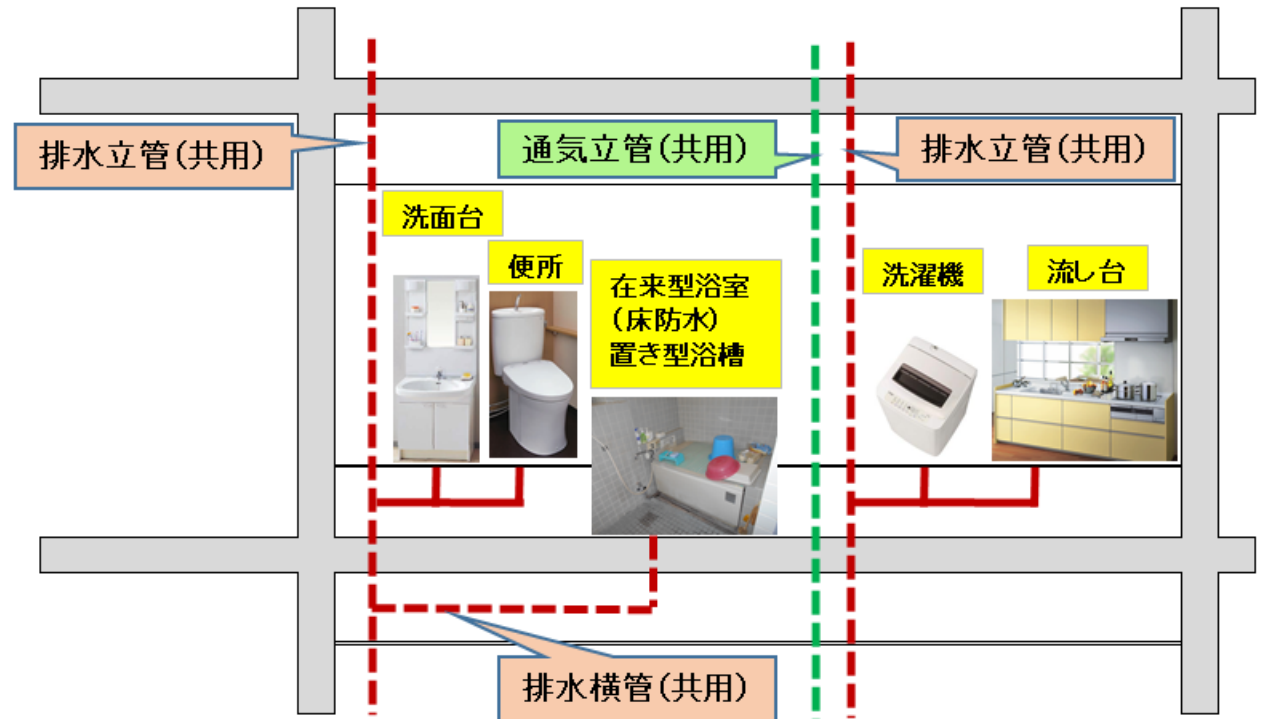 排水立管(共用)
通気立管(共用)
排水立管(共用)
洗面台
便所
在来型浴室
(床防水)
置き型浴槽
洗濯機
流し台
排水横管(共用)